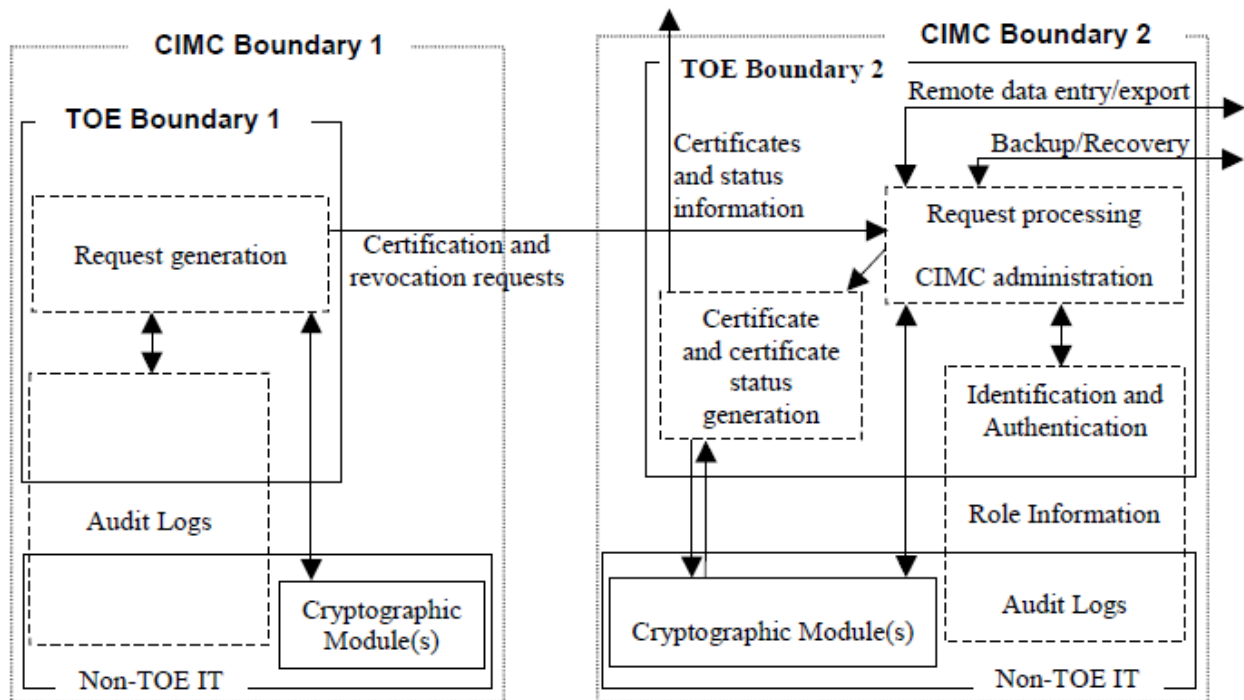 CIMC Boundary 1
TOE Boundary 1
Request generation
Certification and
revocation requests
Audit Logs
Cryptographic
Module(s)
Non-TOE IT
CIMC Boundary 2
TOE Boundary 2
Remote data entry/export
Backup/Recovery
Certificates
and status
information
Request processing
CIMC administration
Certificate
and certificate
status
generation
Identification and
Authentication
Role Information
Cryptographic Module(s)
Audit Logs
Non-TOE IT